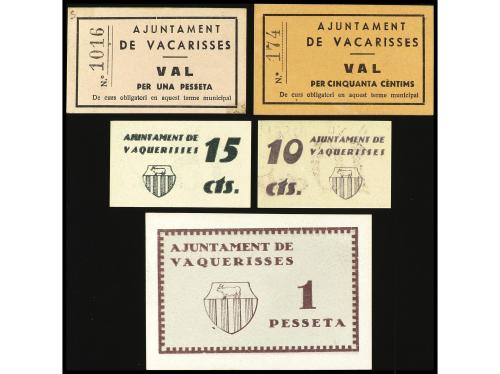 Nº 1016
AJUNTAMENT
DE VACARISSES
VAL
PER UNA PESSETA
De curs obligatori en aquest terme municipal
Nº 174
AJUNTAMENT
DE VACARISSES
VAL
PER CINQUANTA CÈNTIMS
De curs obligatori en aquest terme municipal
AJUNTAMENT DE
VAQUERISSES
15
cts.
AJUNTAMENT DE
VAQUERISSES
10
cts.
AJUNTAMENT DE
VAQUERISSES
1
PESSETA